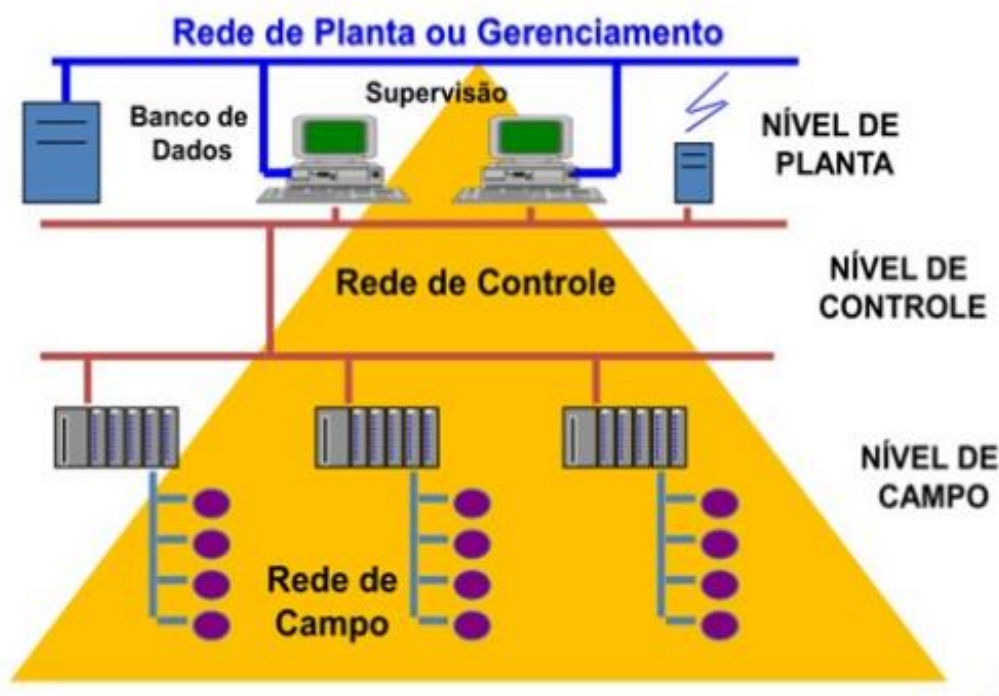 Rede de Planta ou Gerenciamento
Supervisão
Banco de
Dados
NÍVEL DE
PLANTA
Rede de Controle
NÍVEL DE
CONTROLE
NÍVEL DE
CAMPO
Rede de
Campo